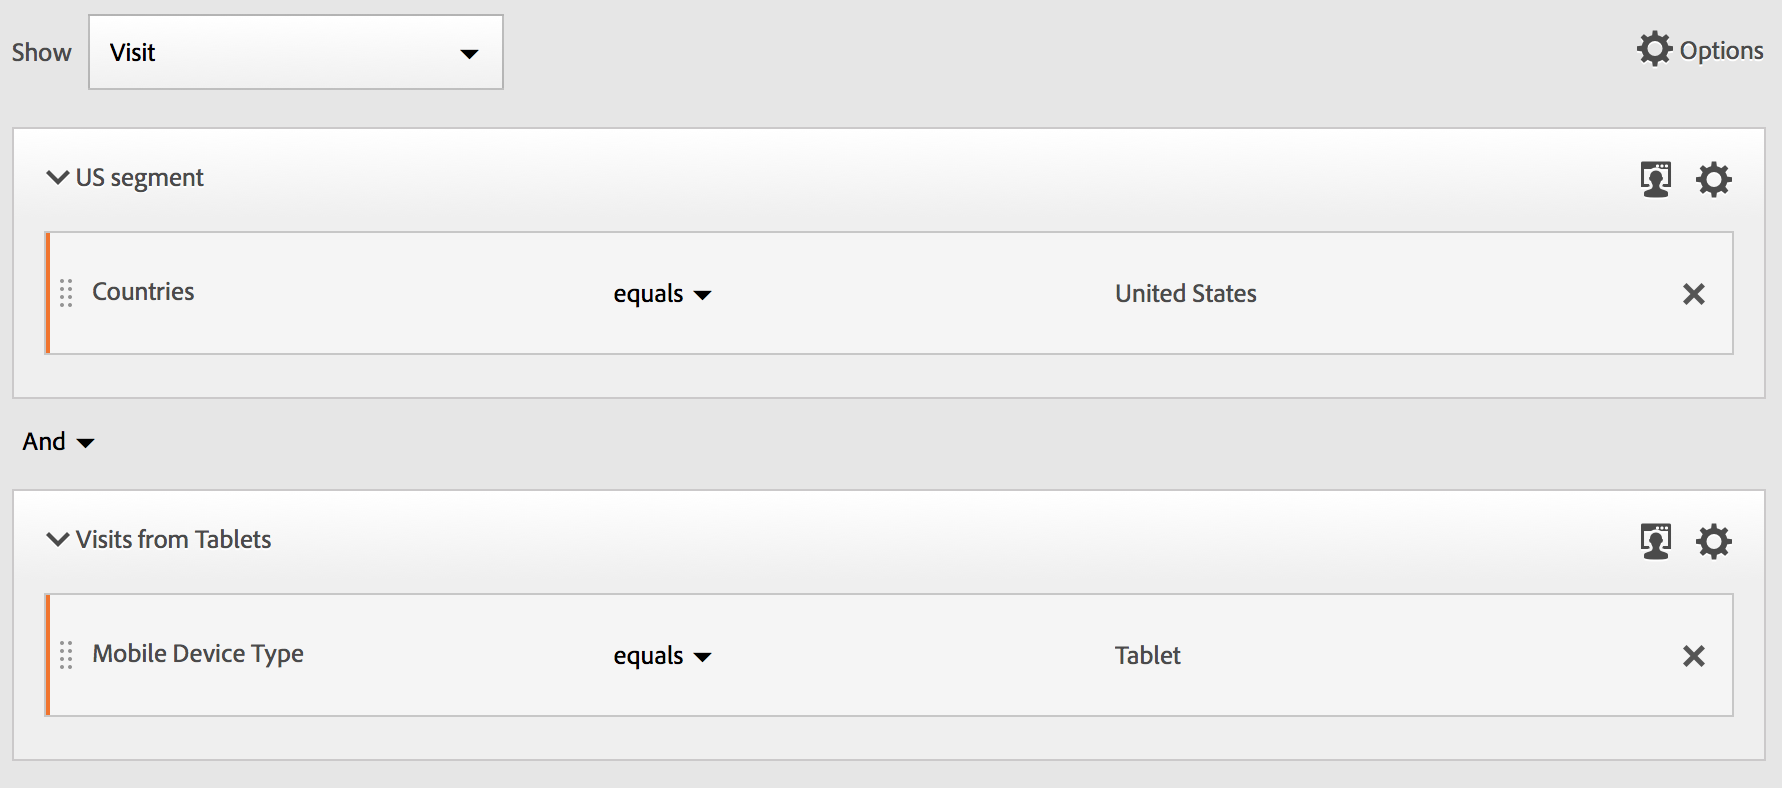 Show Visit Options
US segment
Countries equals United States
And
Visits from Tablets
Mobile Device Type equals Tablet